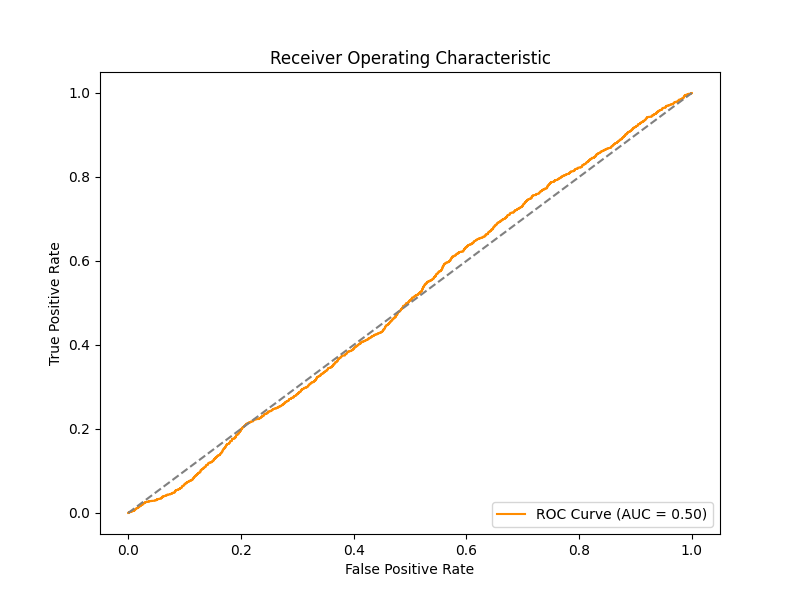 Receiver Operating Characteristic
1.0
0.8
0.6
0.4
0.2
0.0
True Positive Rate
ROC Curve (AUC = 0.50)
0.0 0.2 0.4 0.6 0.8 1.0
False Positive Rate